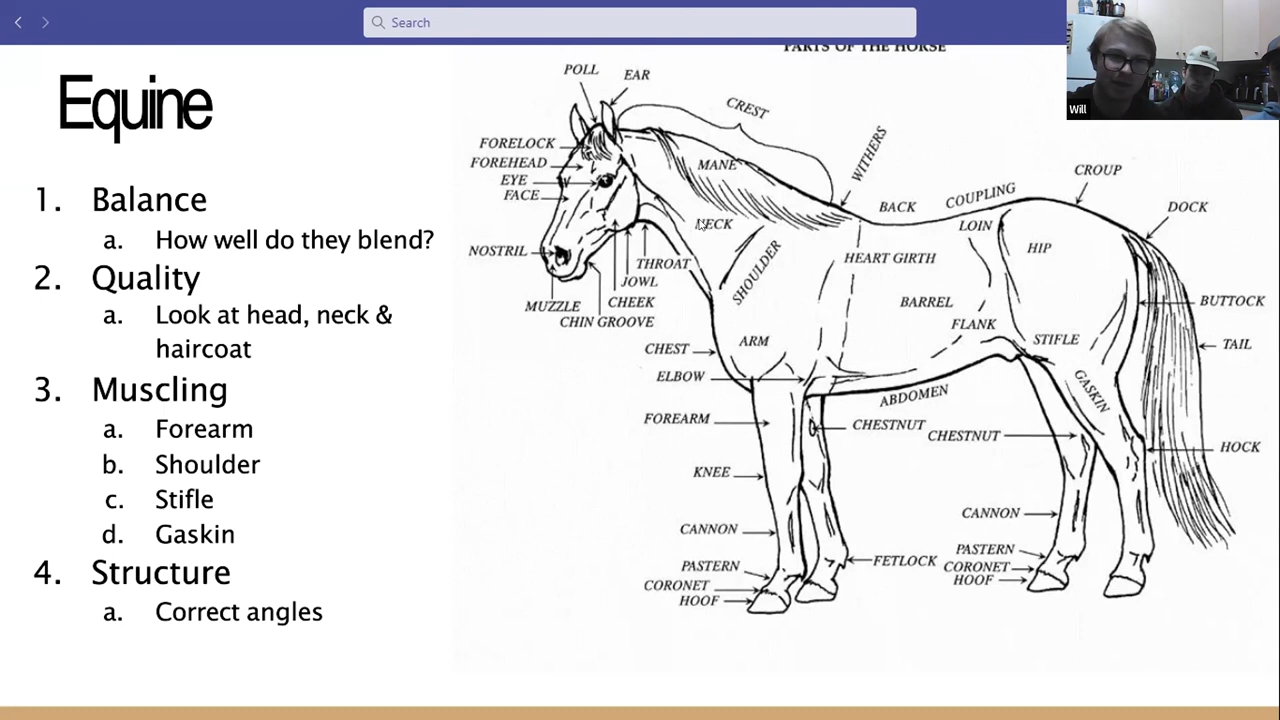 Search
Will
Equine
1. Balance
a. How well do they blend?
2. Quality
a. Look at head, neck &
haircoat
3. Muscling
a. Forearm
b. Shoulder
c. Stifle
d. Gaskin
4. Structure
a. Correct angles
PARTS OF THE HORSE
POLL
EAR
CREST
FORELOCK
FOREHEAD
EYE
FACE
NOSTRIL
MUZZLE
CHIN GROOVE
CHEEK
JOWL
THROAT
MANE
NECK
WITHERS
BACK
COUPLING
CROUP
DOCK
LOIN
HIP
SHOULDER
HEART GIRTH
BARREL
FLANK
STIFLE
BUTTOCK
TAIL
ARM
CHEST
ELBOW
ABDOMEN
GASKIN
FOREARM
CHESTNUT
CHESTNUT
HOCK
KNEE
CANNON
CANNON
PASTERN
CORONET
HOOF
FETLOCK
PASTERN
CORONET
HOOF